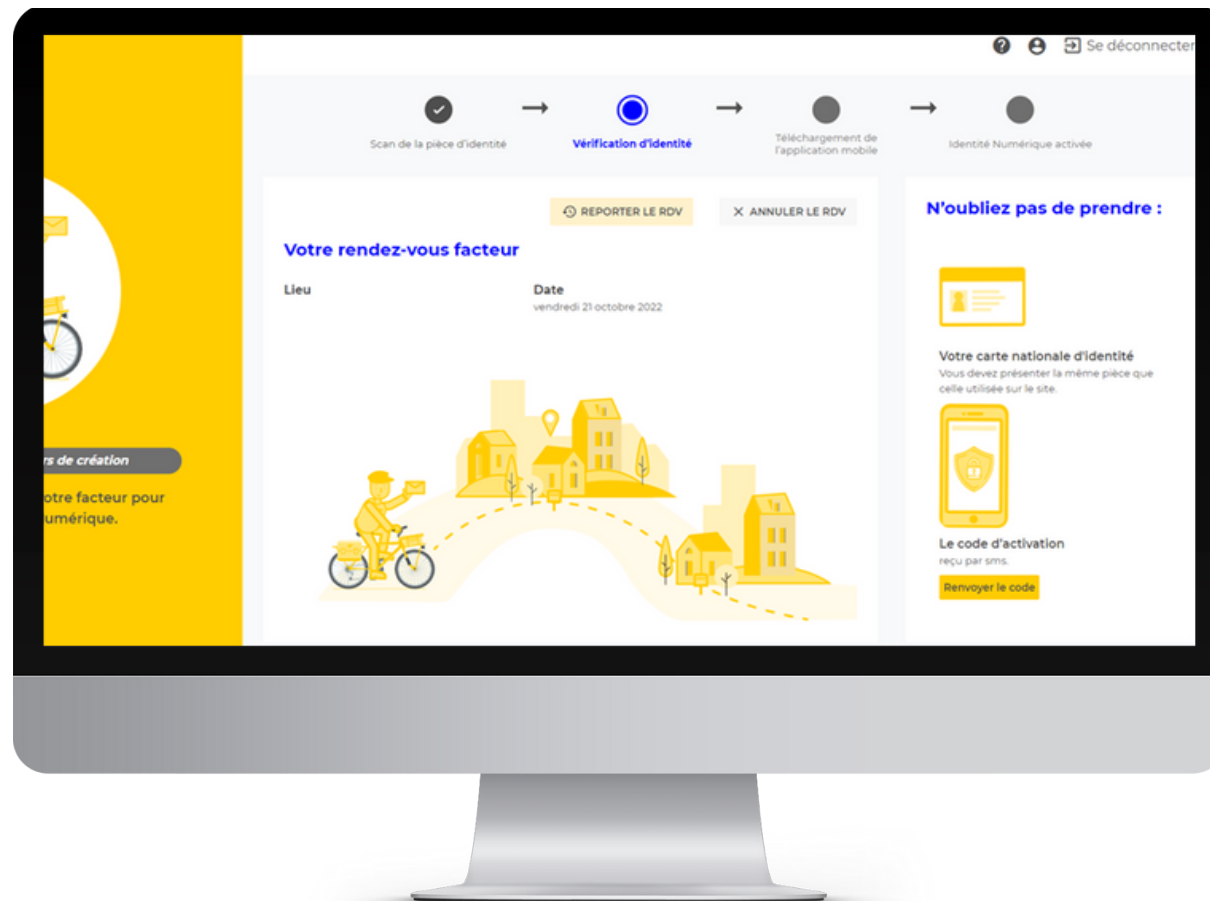 Se déconnecter
Scan de la pièce d'identité
Vérification d'identité
Téléchargement de
l'application mobile
Identité Numérique activée
REPORTER LE RDV
ANNULER LE RDV
Votre rendez-vous facteur
Lieu
Date
vendredi 21 octobre 2022
N'oubliez pas de prendre :
Votre carte nationale d'identité
Vous devez présenter la même pièce que
celle utilisée sur le site.
Le code d'activation
reçu par sms.
Renvoyer le code
rs de création
otre facteur pour
umérique.